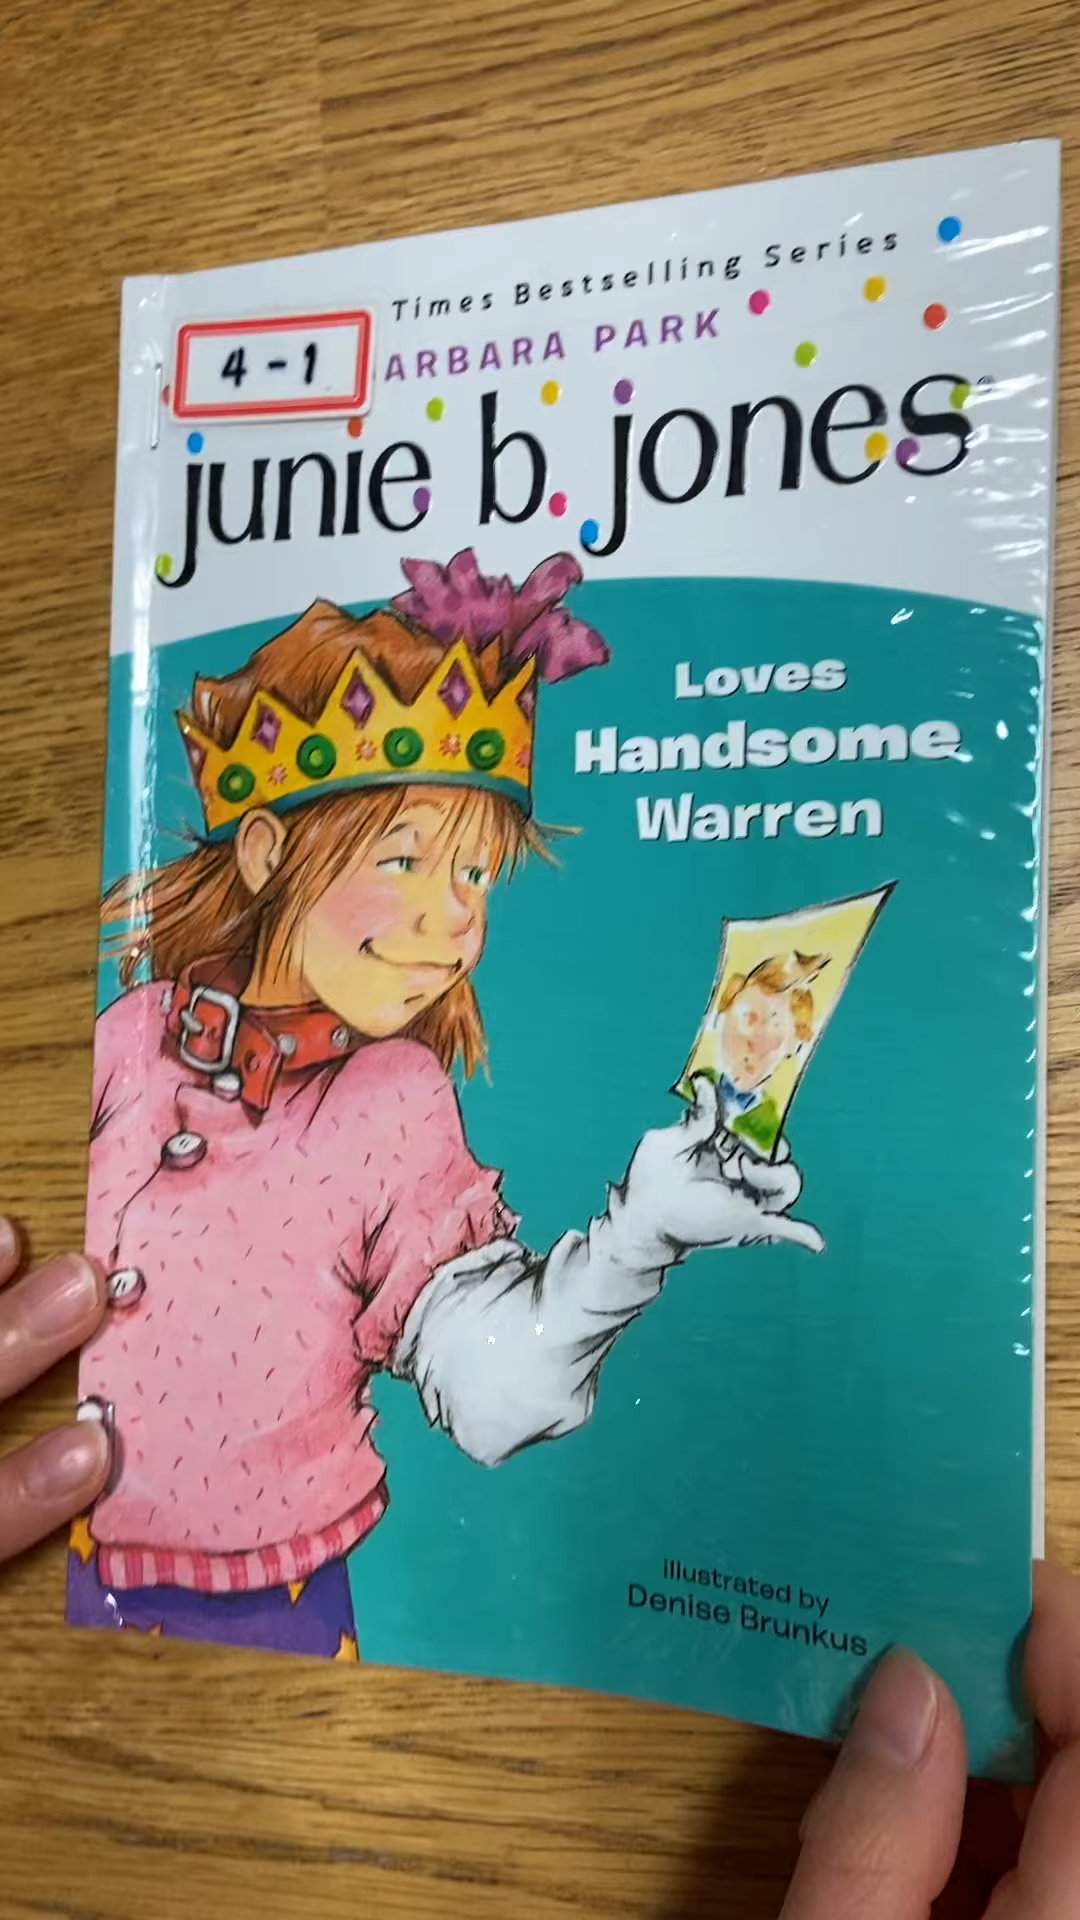 Times Bestselling Series
4-1
ARBARA PARK
junie b. jones®
Loves
Handsome
Warren
illustrated by
Denise Brunkus